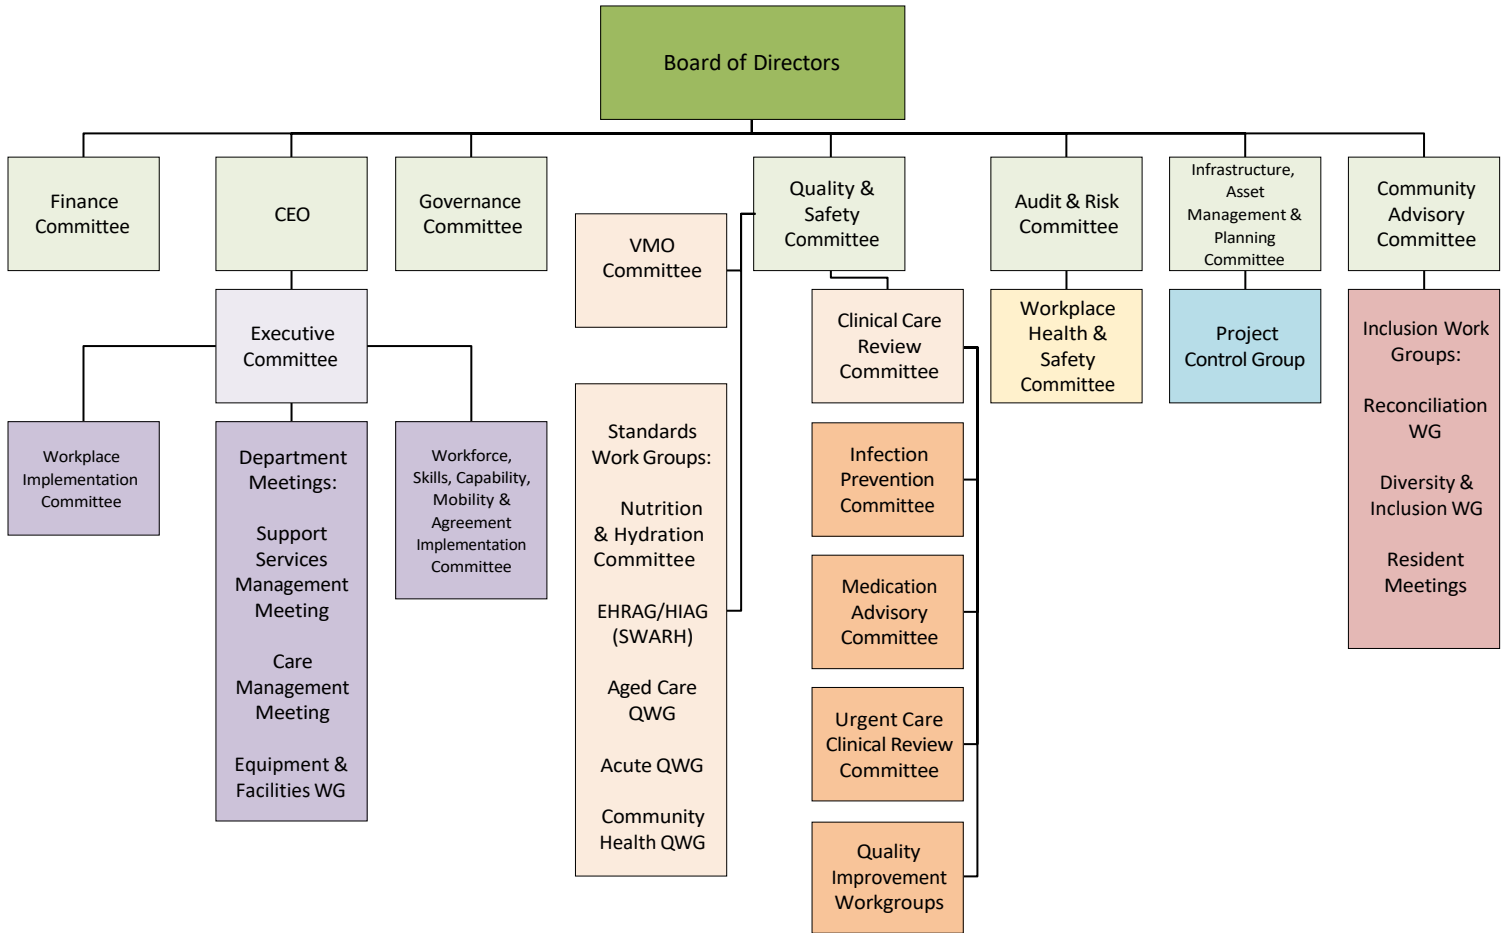 Board of Directors
Finance
Committee
CEO
Governance
Committee
Quality &
Safety
Committee
Audit & Risk
Committee
Infrastructure,
Asset
Management &
Planning
Committee
Community
Advisory
Committee
VMO
Committee
Executive
Committee
Clinical Care
Review
Committee
Workplace
Health &
Safety
Committee
Project
Control Group
Inclusion Work
Groups:
Reconciliation
WG
Diversity &
Inclusion WG
Resident
Meetings
Workplace
Implementation
Committee
Department
Meetings:
Support
Services
Management
Meeting
Care
Management
Meeting
Equipment &
Facilities WG
Workforce,
Skills, Capability,
Mobility &
Agreement
Implementation
Committee
Standards
Work Groups:
Nutrition
& Hydration
Committee
EHRAG/HIAG
(SWARH)
Aged Care
QWG
Acute QWG
Community
Health QWG
Infection
Prevention
Committee
Medication
Advisory
Committee
Urgent Care
Clinical Review
Committee
Quality
Improvement
Workgroups